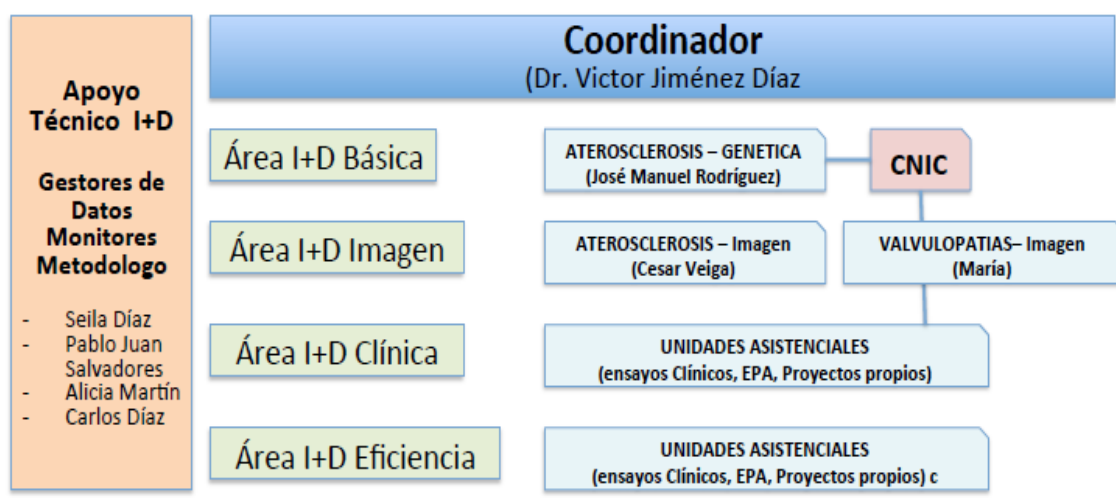 Apoyo
Técnico I+D
Gestores de
Datos
Monitores
Metodologo
- Seila Díaz
- Pablo Juan
Salvadores
- Alicia Martín
- Carlos Díaz
Coordinador
(Dr. Victor Jiménez Díaz
Área I+D Básica
ATEROSCLEROSIS – GENETICA
(José Manuel Rodríguez)
CNIC
Área I+D Imagen
ATEROSCLEROSIS – Imagen
(Cesar Veiga)
VALVULOPATIAS– Imagen
(María)
Área I+D Clínica
UNIDADES ASISTENCIALES
(ensayos Clínicos, EPA, Proyectos propios)
Área I+D Eficiencia
UNIDADES ASISTENCIALES
(ensayos Clínicos, EPA, Proyectos propios) c